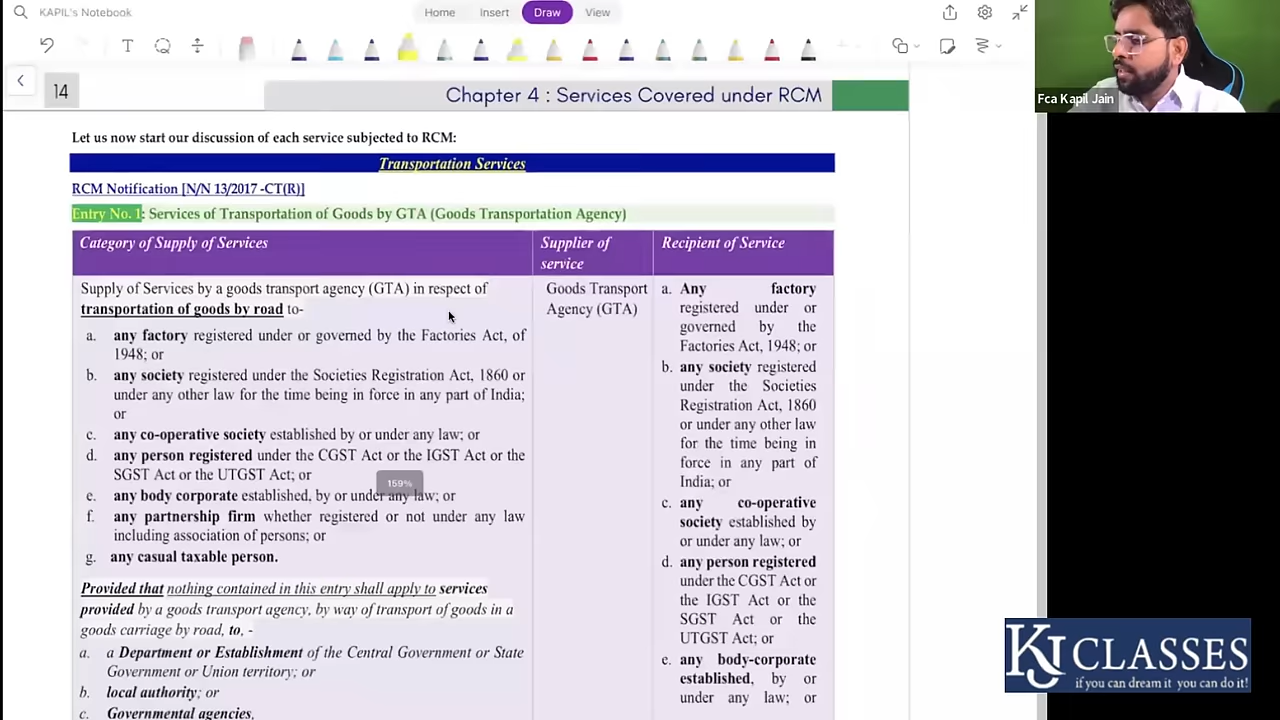 KAPIL's Notebook
Home Insert Draw View
Fca Kapil Jain
14
Chapter 4 : Services Covered under RCM
Let us now start our discussion of each service subjected to RCM:
Transportation Services
RCM Notification [N/N 13/2017 -CT(R)]
Entry No. 1: Services of Transportation of Goods by GTA (Goods Transportation Agency)
Category of Supply of Services
Supplier of
service
Recipient of Service
Supply of Services by a goods transport agency (GTA) in respect of
transportation of goods by road to-
a. any factory registered under or governed by the Factories Act, of
1948; or
b. any society registered under the Societies Registration Act, 1860 or
under any other law for the time being in force in any part of India;
or
c. any co-operative society established by or under any law; or
d. any person registered under the CGST Act or the IGST Act or the
SGST Act or the UTGST Act; or
e. any body corporate established, by or under any law; or
f. any partnership firm whether registered or not under any law
including association of persons; or
g. any casual taxable person.
Provided that nothing contained in this entry shall apply to services
provided by a goods transport agency, by way of transport of goods in a
goods carriage by road, to, -
a. a Department or Establishment of the Central Government or State
Government or Union territory; or
b. local authority; or
c. Governmental agencies,
159%
Goods Transport
Agency (GTA)
a. Any factory
registered under or
governed by the
Factories Act, 1948; or
b. any society registered
under the Societies
Registration Act, 1860
or under any other law
for the time being in
force in any part of
India; or
c. any co-operative
society established by
or under any law; or
d. any person registered
under the CGST Act or
the IGST Act or the
SGST Act or the
UTGST Act; or
e. any body-corporate
established, by or
under any law; or
KJ CLASSES
if you can dream it you can do it!